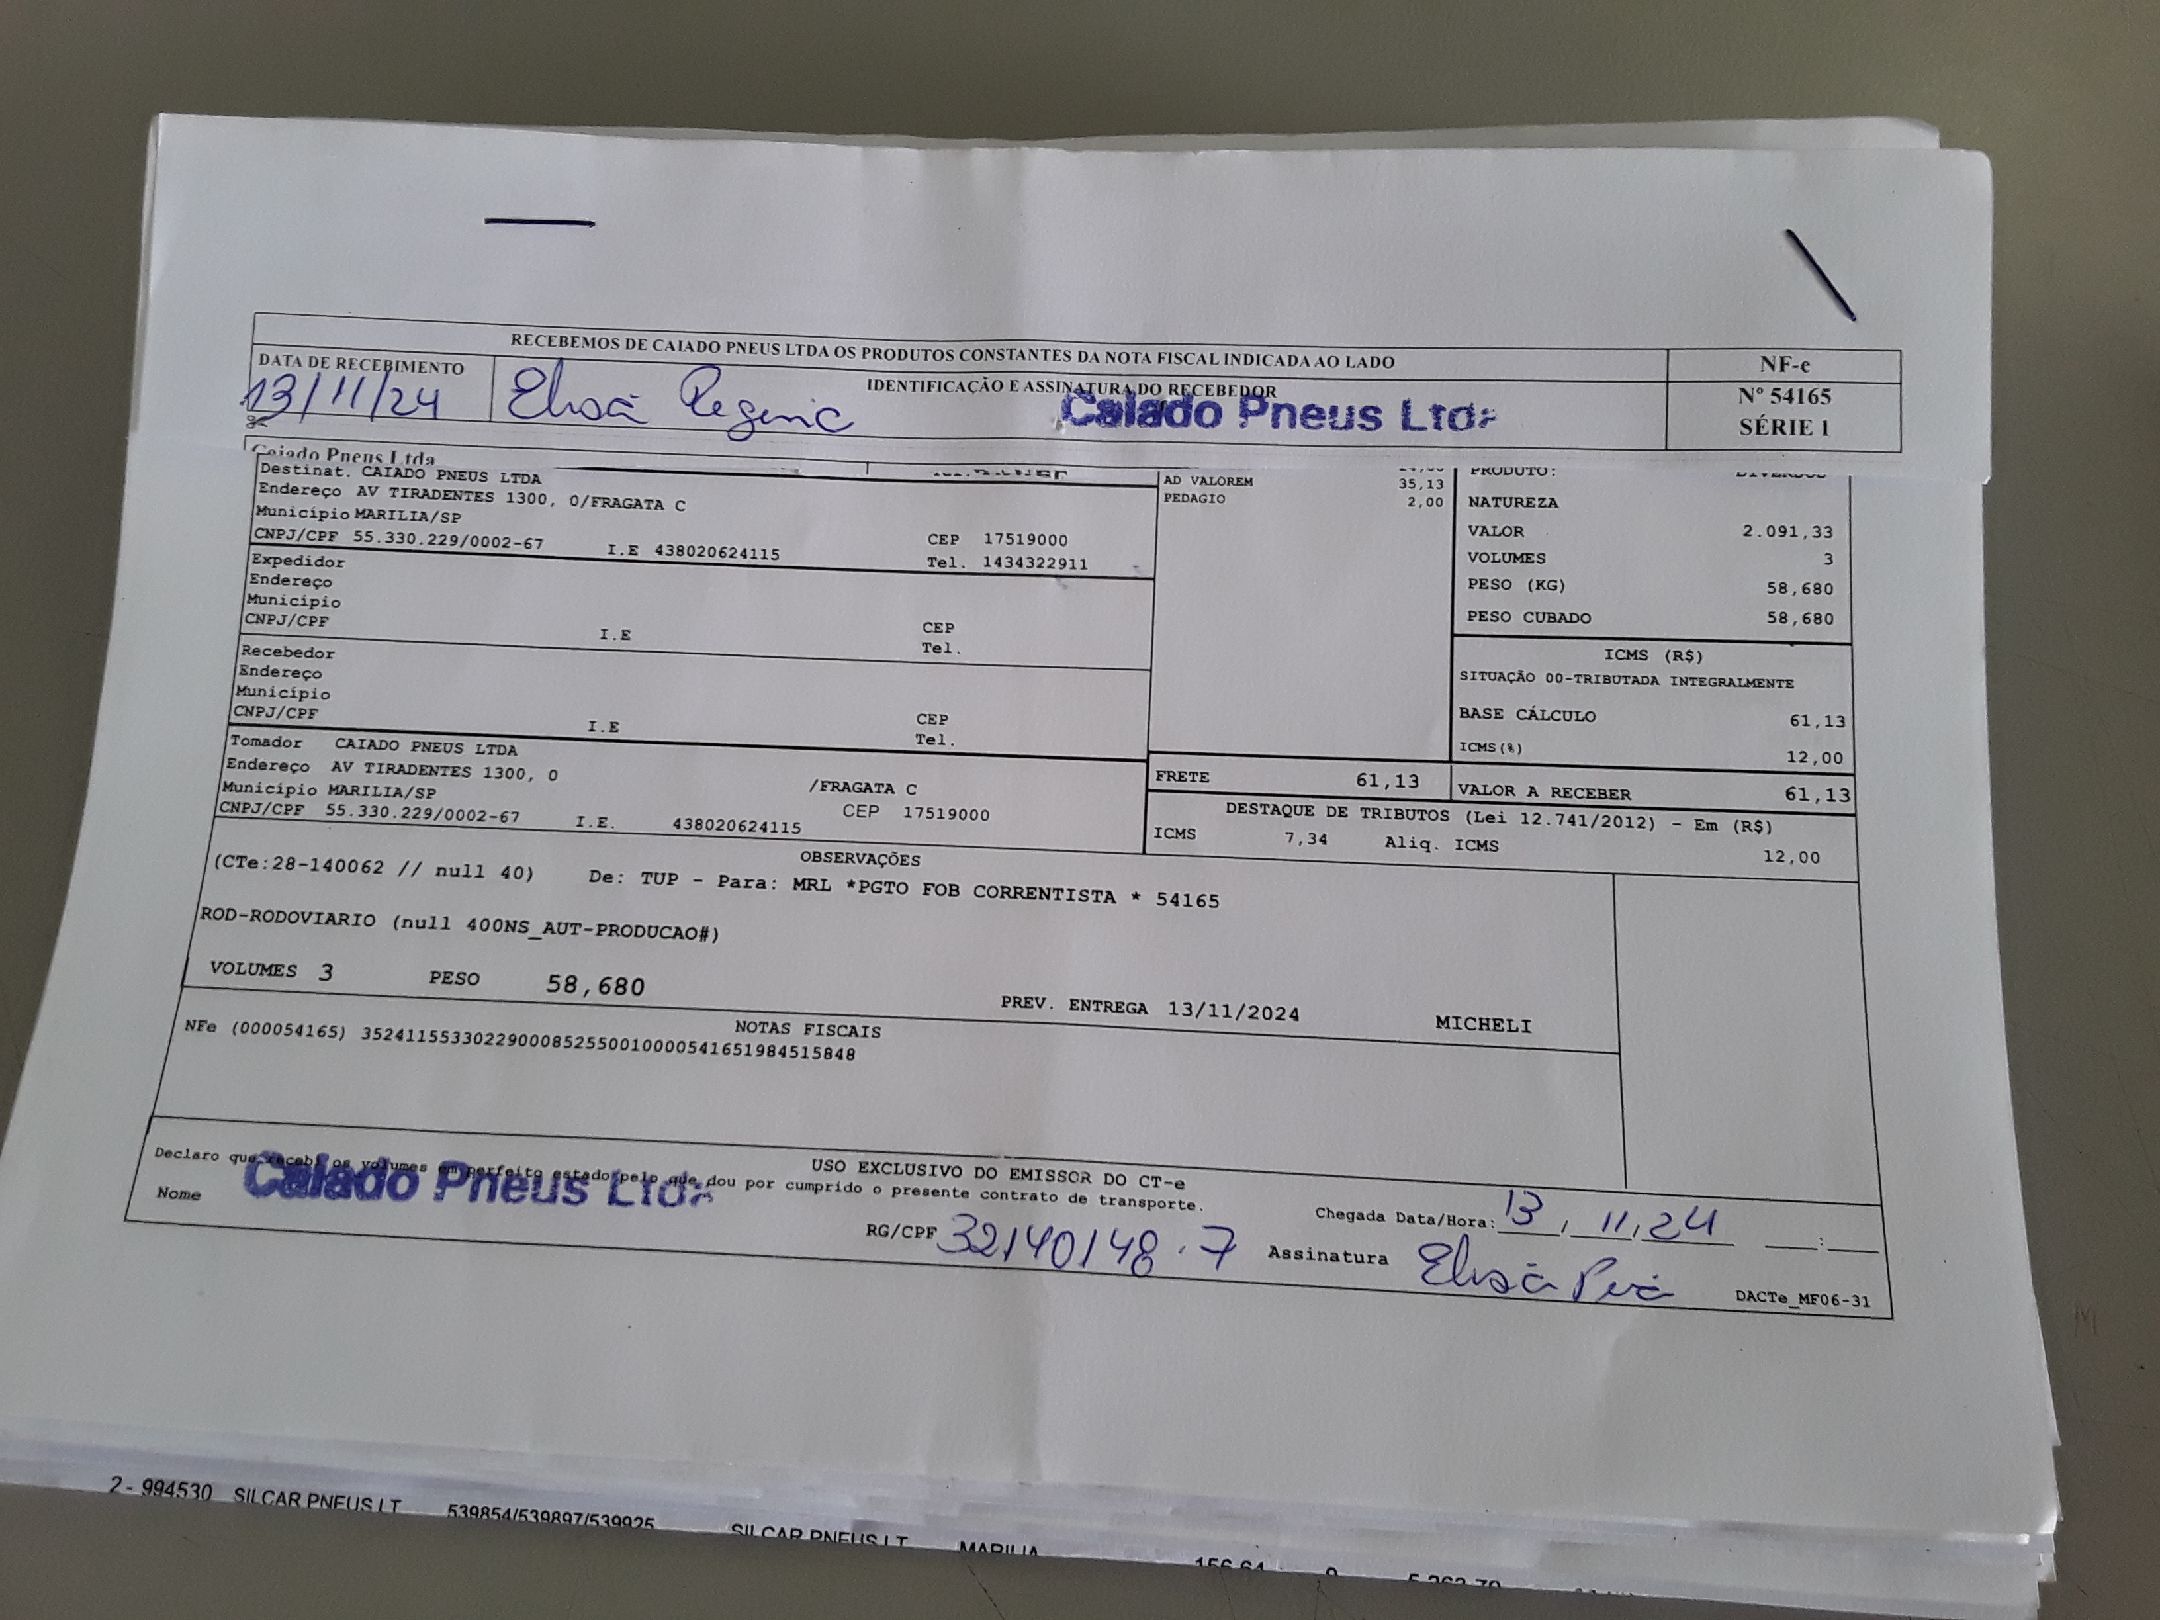 RECEBEMOS DE CAIADO PNEUS LTDA OS PRODUTOS CONSTANTES DA NOTA FISCAL INDICADA AO LADO
NF-e
Nº 54165
SÉRIE 1
DATA DE RECEBIMENTO
13/11/24
IDENTIFICAÇÃO E ASSINATURA DO RECEBEDOR
Caiado Pneus Ltda
Caiado Pneus Ltda
Destinat. CAIADO PNEUS LTDA
Endereço AV TIRADENTES 1300, 0/FRAGATA C
Município MARILIA/SP
CNPJ/CPF 55.330.229/0002-67 I.E 438020624115 CEP 17519000
Tel. 1434322911
Expedidor
Endereço
Município
CNPJ/CPF I.E CEP
Tel.
Recebedor
Endereço
Município
CNPJ/CPF I.E CEP
Tel.
Tomador CAIADO PNEUS LTDA
Endereço AV TIRADENTES 1300, 0 /FRAGATA C
Município MARILIA/SP CEP 17519000
CNPJ/CPF 55.330.229/0002-67 I.E. 438020624115
AD VALOREM 35,13
PEDAGIO 2,00
PRODUTO: DIVERSOS
NATUREZA
VALOR 2.091,33
VOLUMES 3
PESO (KG) 58,680
PESO CUBADO 58,680
ICMS (R$)
SITUAÇÃO 00-TRIBUTADA INTEGRALMENTE
BASE CÁLCULO 61,13
ICMS(%) 12,00
FRETE 61,13 VALOR A RECEBER 61,13
DESTAQUE DE TRIBUTOS (Lei 12.741/2012) - Em (R$)
ICMS 7,34 Aliq. ICMS 12,00
OBSERVAÇÕES
(CTe:28-140062 // null 40) De: TUP - Para: MRL *PGTO FOB CORRENTISTA * 54165
ROD-RODOVIARIO (null 400NS_AUT-PRODUCAO#)
VOLUMES 3 PESO 58,680 PREV. ENTREGA 13/11/2024 MICHELI
NOTAS FISCAIS
NFe (000054165) 35241155330229000852550010000541651984515848
USO EXCLUSIVO DO EMISSOR DO CT-e
Declaro que recebi os volumes em perfeito estado pelo que dou por cumprido o presente contrato de transporte.
Caiado Pneus Ltda
Nome
RG/CPF 32140148.7
Chegada Data/Hora: 13/11/24 :
Assinatura
DACTe_MF06-31
2- 994530 SILCAR PNEUS LT 539854/539897/539925 SILCAR PNEUS LT MARILIA